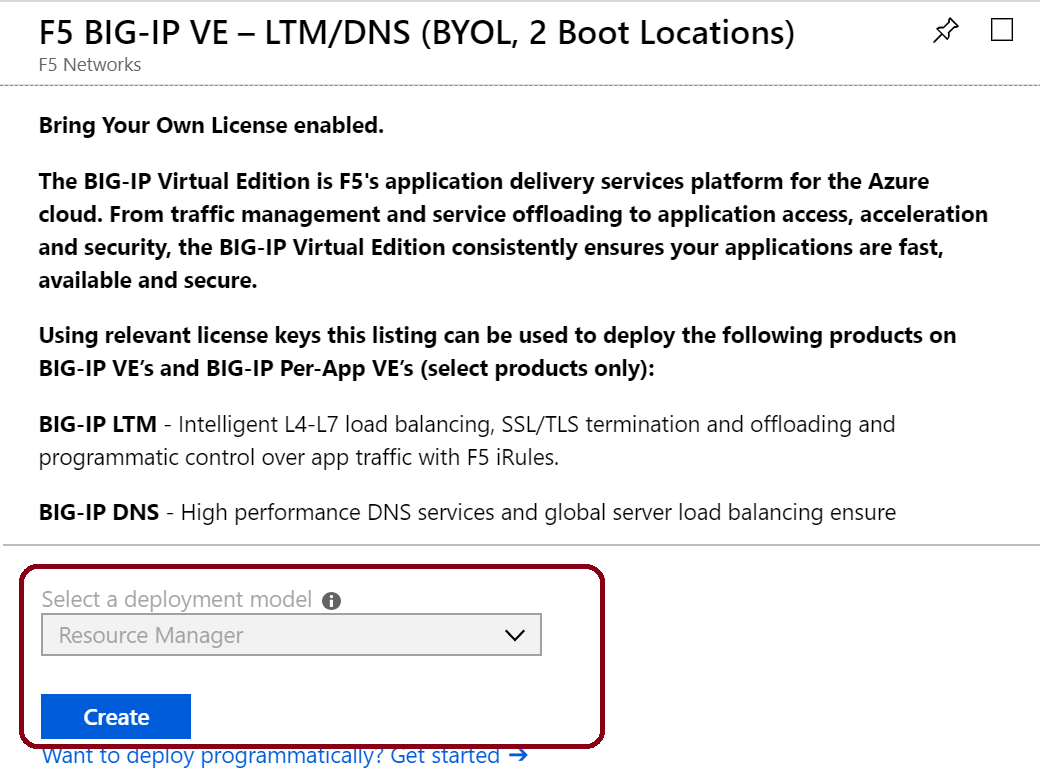 F5 BIG-IP VE – LTM/DNS (BYOL, 2 Boot Locations)
F5 Networks
Bring Your Own License enabled.
The BIG-IP Virtual Edition is F5's application delivery services platform for the Azure
cloud. From traffic management and service offloading to application access, acceleration
and security, the BIG-IP Virtual Edition consistently ensures your applications are fast,
available and secure.
Using relevant license keys this listing can be used to deploy the following products on
BIG-IP VE’s and BIG-IP Per-App VE’s (select products only):
BIG-IP LTM - Intelligent L4-L7 load balancing, SSL/TLS termination and offloading and
programmatic control over app traffic with F5 iRules.
BIG-IP DNS - High performance DNS services and global server load balancing ensure
Select a deployment model
Resource Manager
Create
Want to deploy programmatically? Get started →